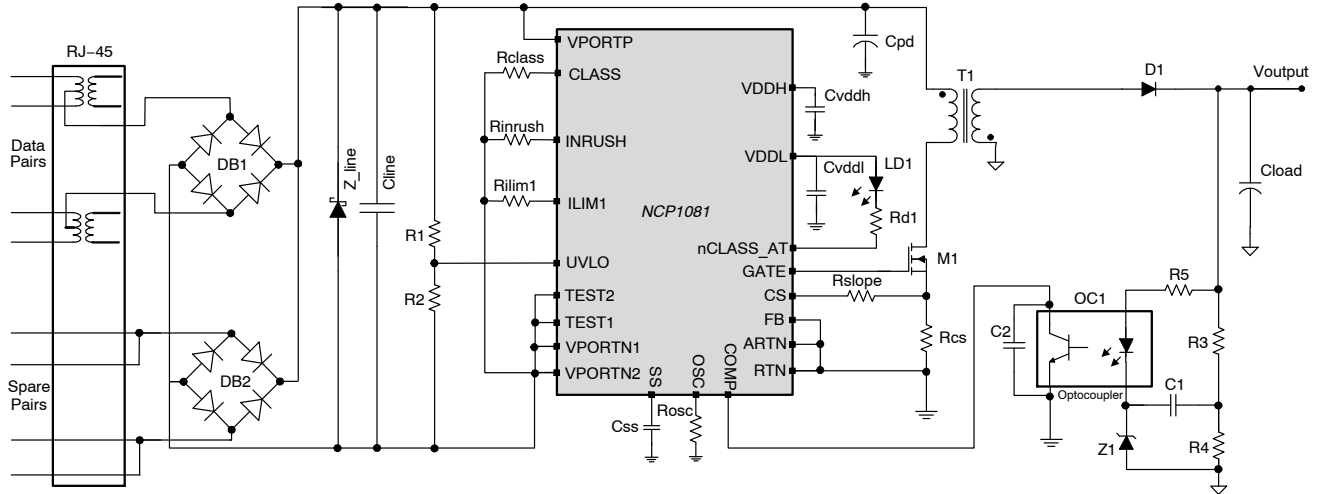 RJ–45
Data
Pairs
Spare
Pairs
DB1
DB2
Z_line
Cline
R1
R2
Rclass
Rinrush
Rilim1
VPORTP
CLASS
INRUSH
ILIM1
UVLO
TEST2
TEST1
VPORTN1
VPORTN2
NCP1081
SS
OSC
COMP
VDDH
VDDL
nCLASS_AT
GATE
CS
FB
ARTN
RTN
Css
Rosc
Cpd
Cvddh
Cvddl
LD1
Rd1
Rslope
M1
Rcs
T1
D1
Voutput
Cload
C2
OC1
Optocoupler
R5
R3
C1
Z1
R4